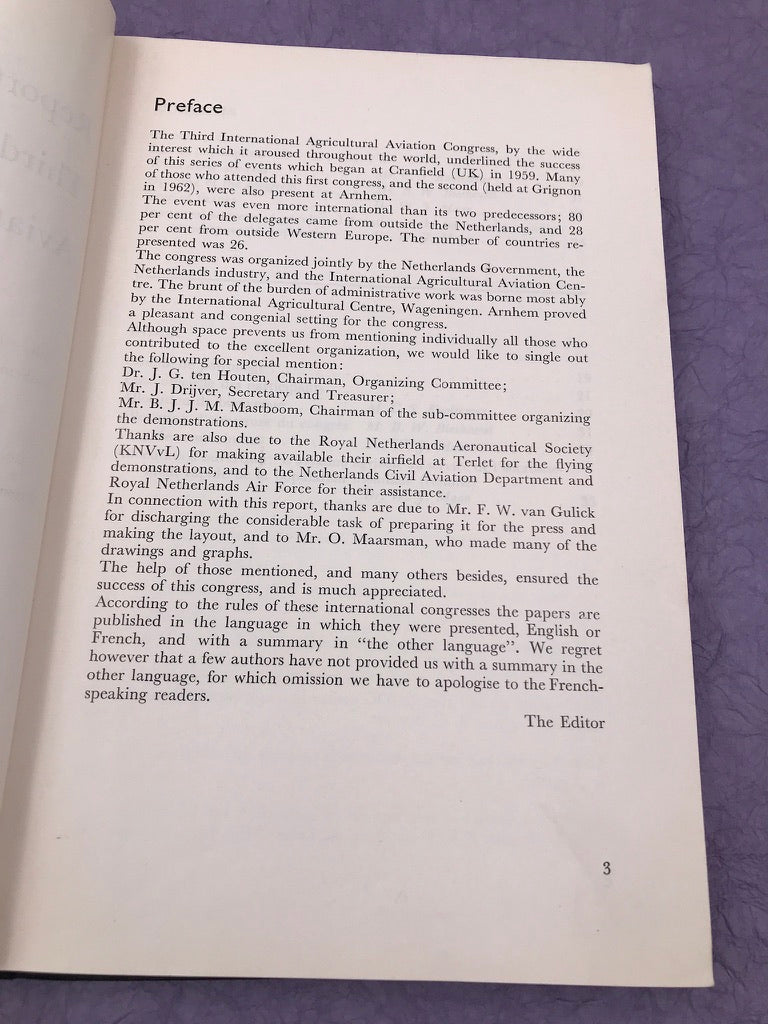 Preface
The Third International Agricultural Aviation Congress, by the wide
interest which it aroused throughout the world, underlined the success
of this series of events which began at Cranfield (UK) in 1959. Many
of those who attended this first congress, and the second (held at Grignon
in 1962), were also present at Arnhem.
The event was even more international than its two predecessors; 80
per cent of the delegates came from outside the Netherlands, and 28
per cent from outside Western Europe. The number of countries re-
presented was 26.
The congress was organized jointly by the Netherlands Government, the
Netherlands industry, and the International Agricultural Aviation Cen-
tre. The brunt of the burden of administrative work was borne most ably
by the International Agricultural Centre, Wageningen. Arnhem proved
a pleasant and congenial setting for the congress.
Although space prevents us from mentioning individually all those who
contributed to the excellent organization, we would like to single out
the following for special mention:
Dr. J. G. ten Houten, Chairman, Organizing Committee;
Mr. J. Drijver, Secretary and Treasurer;
Mr. B. J. J. M. Mastboom, Chairman of the sub-committee organizing
the demonstrations.
Thanks are also due to the Royal Netherlands Aeronautical Society
(KNVvL) for making available their airfield at Terlet for the flying
demonstrations, and to the Netherlands Civil Aviation Department and
Royal Netherlands Air Force for their assistance.
In connection with this report, thanks are due to Mr. F. W. van Gulick
for discharging the considerable task of preparing it for the press and
making the layout, and to Mr. O. Maarsman, who made many of the
drawings and graphs.
The help of those mentioned, and many others besides, ensured the
success of this congress, and is much appreciated.
According to the rules of these international congresses the papers are
published in the language in which they were presented, English or
French, and with a summary in “the other language”. We regret
however that a few authors have not provided us with a summary in the
other language, for which omission we have to apologise to the French-
speaking readers.
The Editor
3